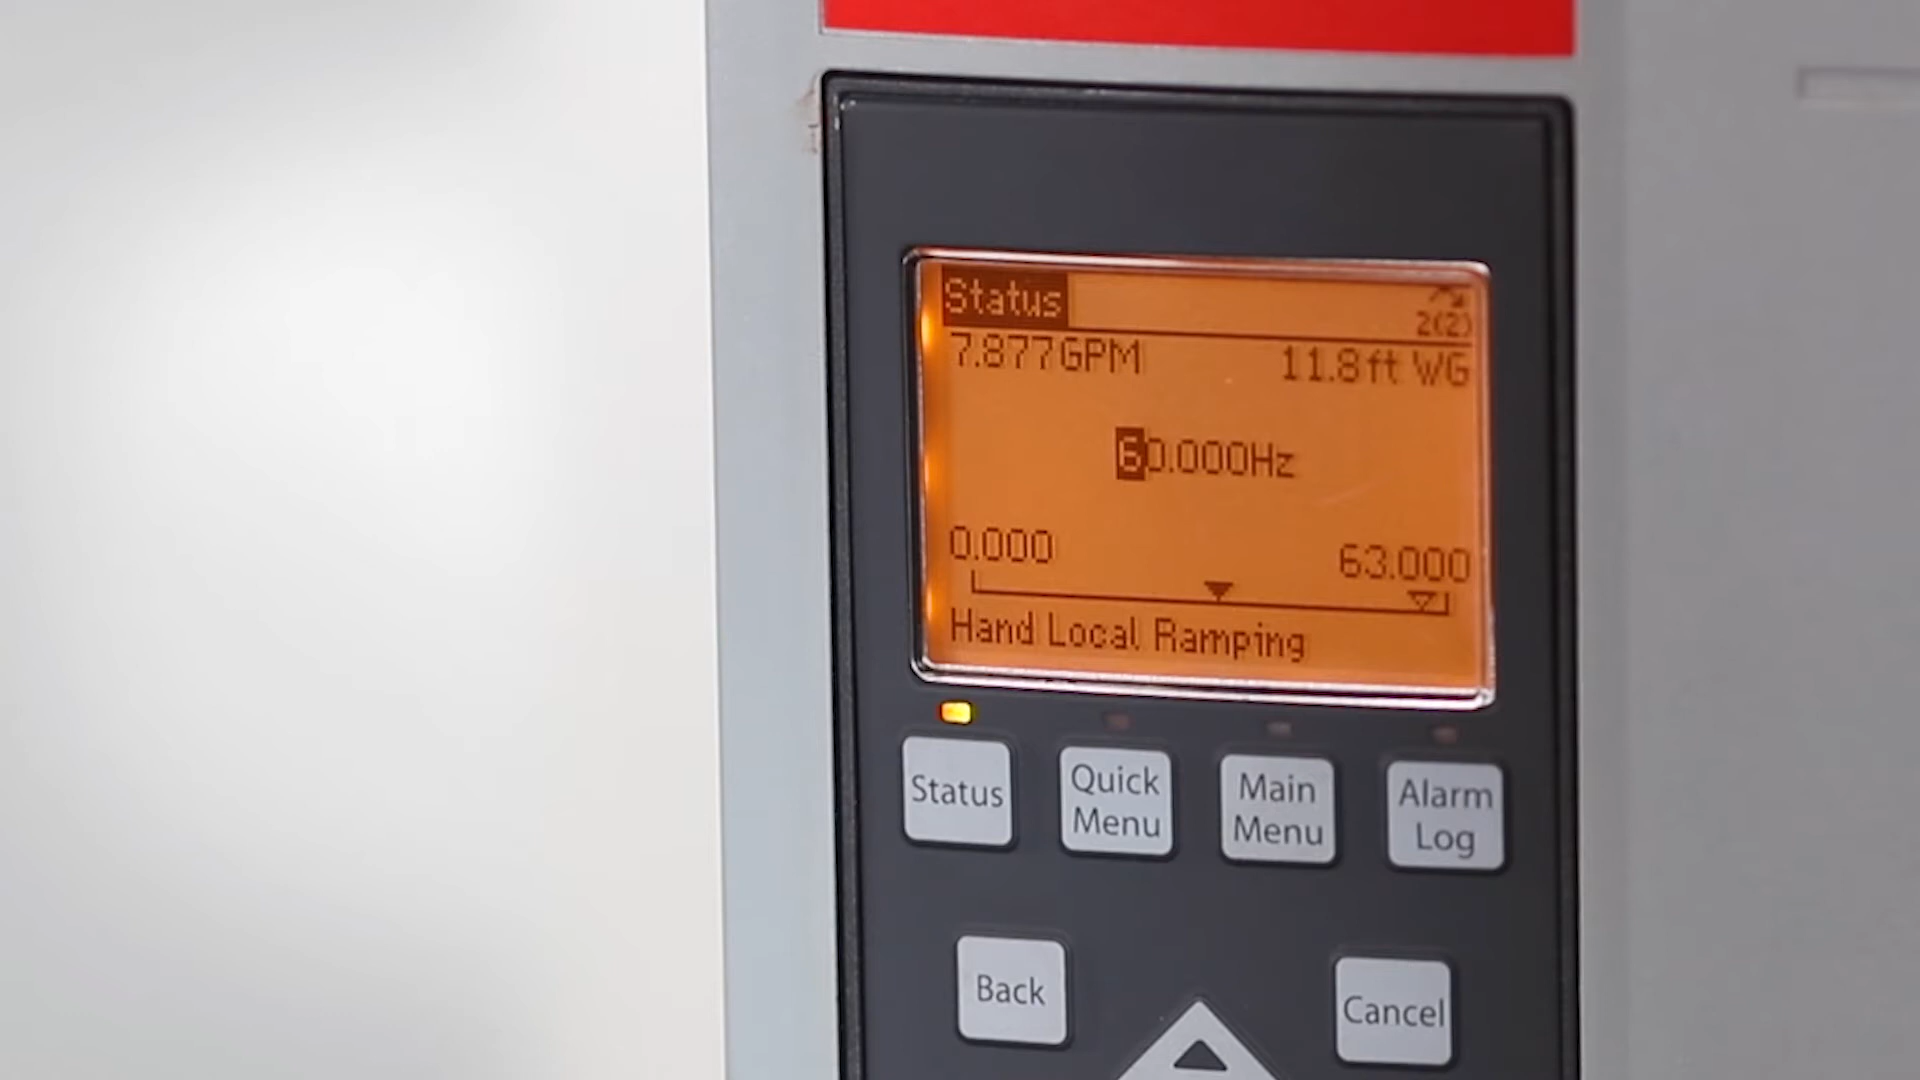 Status
2(2)
7.877GPM 11.8ft WG
60.000Hz
0.000 63.000
Hand Local Ramping
Status
Quick
Menu
Main
Menu
Alarm
Log
Back
Cancel